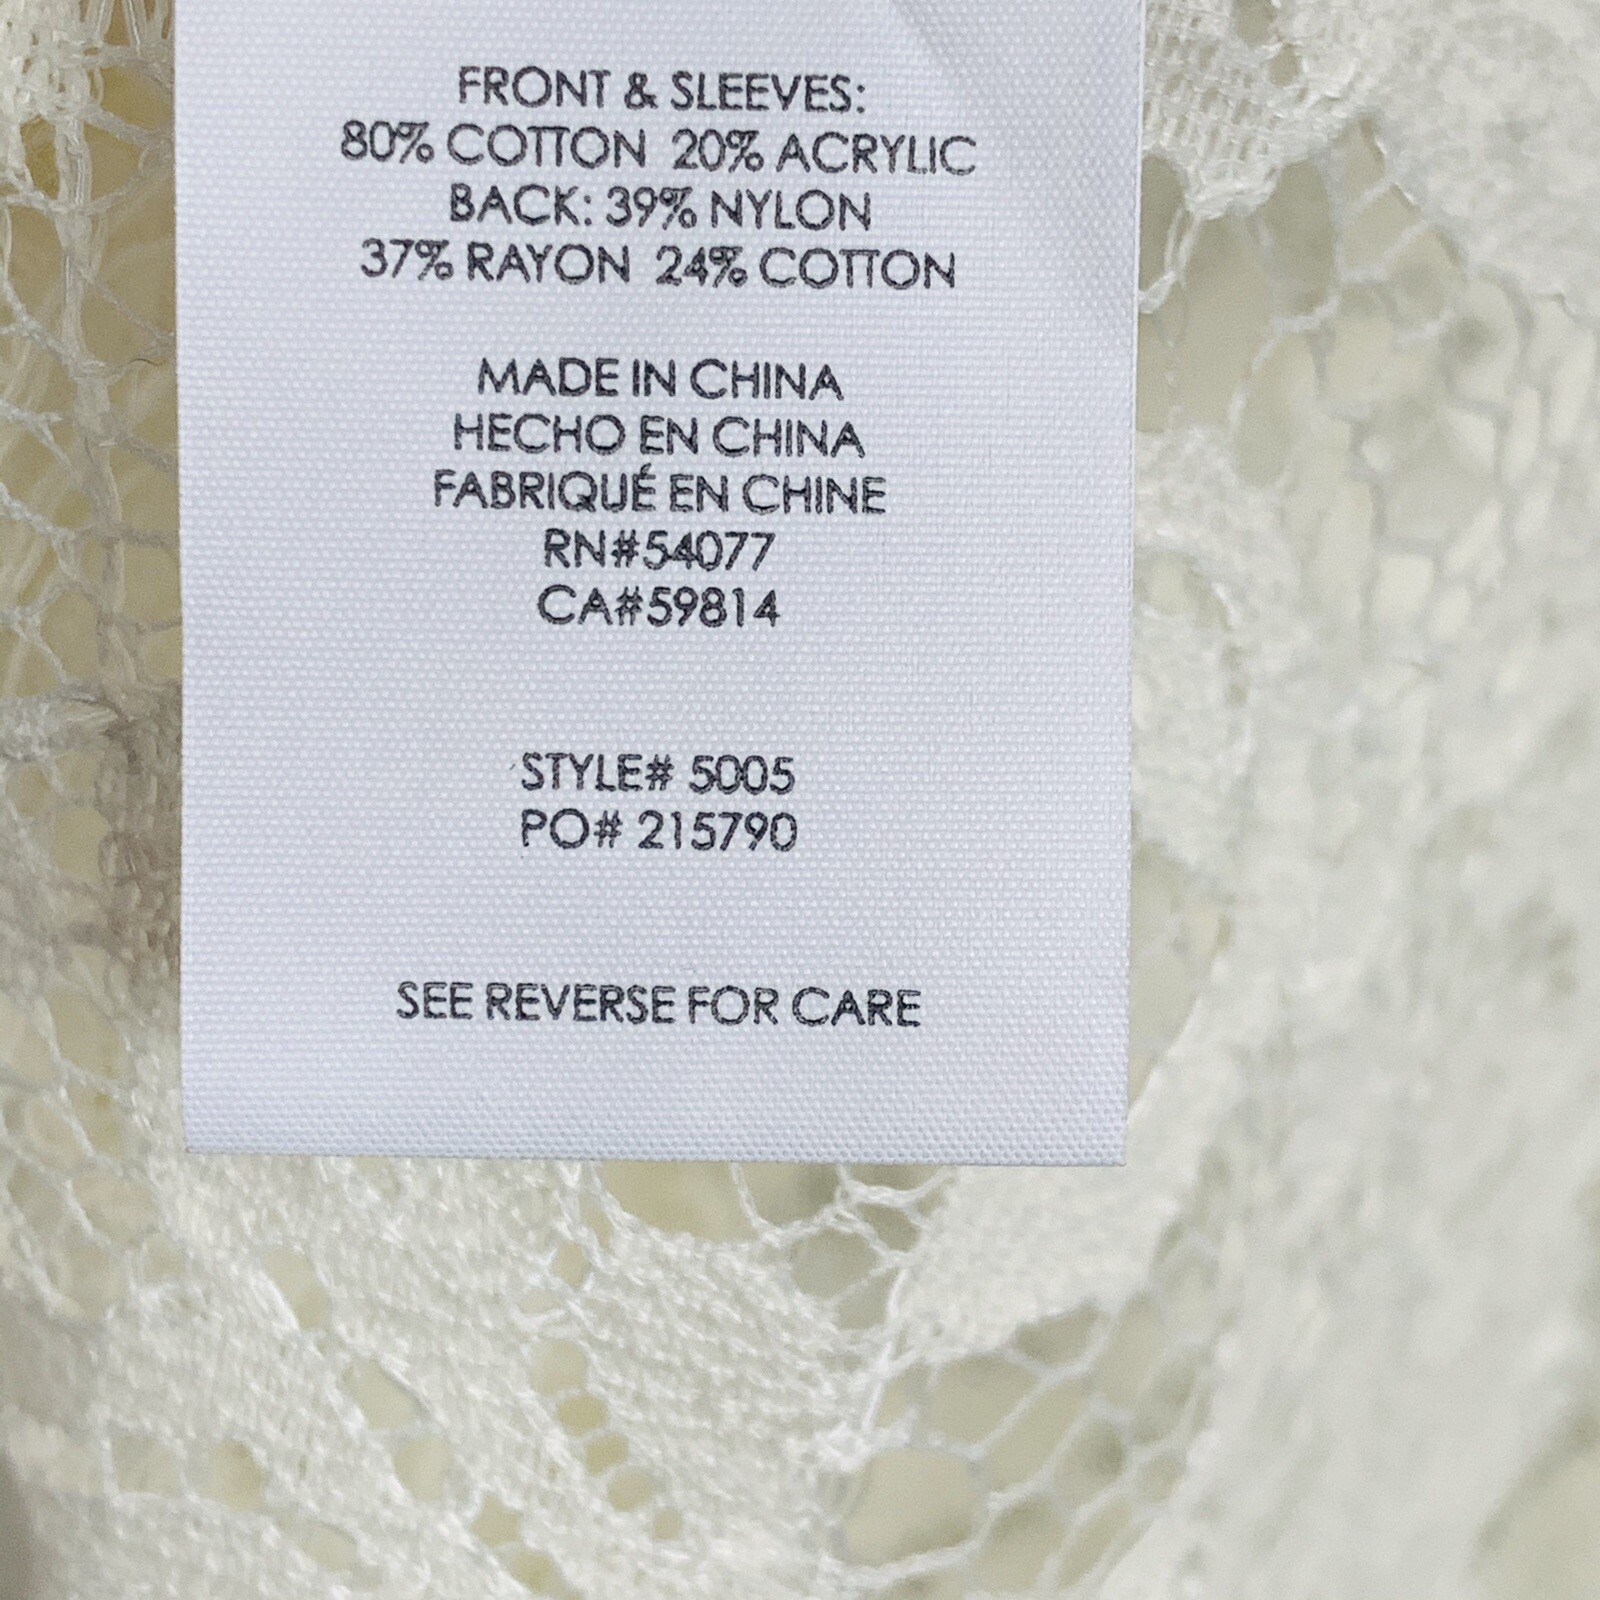 FRONT & SLEEVES:
80% COTTON 20% ACRYLIC
BACK: 39% NYLON
37% RAYON 24% COTTON
MADE IN CHINA
HECHO EN CHINA
FABRIQUÉ EN CHINE
RN#54077
CA#59814
STYLE# 5005
PO# 215790
SEE REVERSE FOR CARE